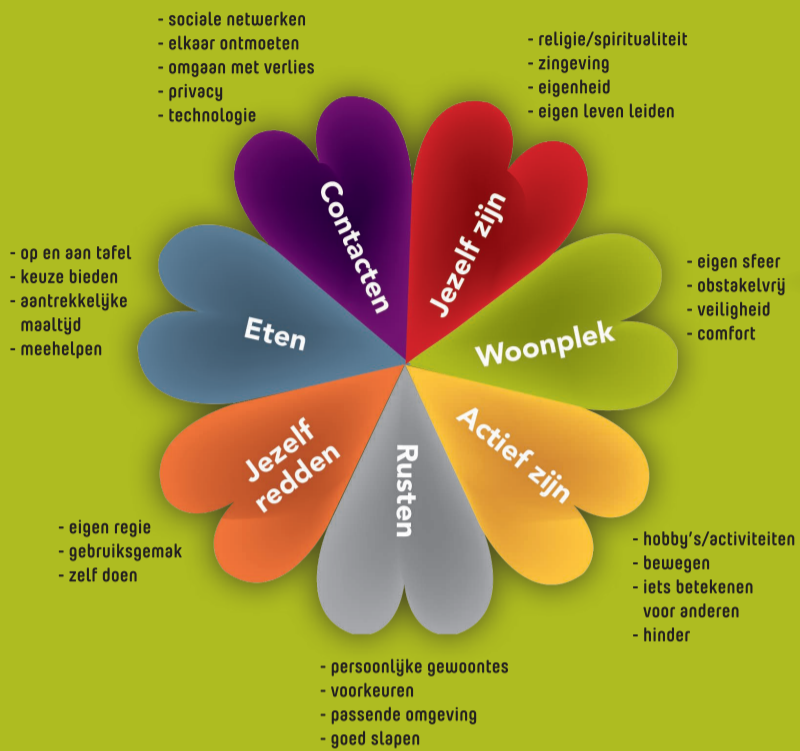 - sociale netwerken
- elkaar ontmoeten
- omgaan met verlies
- privacy
- technologie
- religie/spiritualiteit
- zingeving
- eigenheid
- eigen leven leiden
Contacten
Jezelf zijn
- op en aan tafel
- keuze bieden
- aantrekkelijke
maaltijd
- meehelpen
Eten
Woonplek
- eigen sfeer
- obstakelvrij
- veiligheid
- comfort
Jezelf
redden
Rusten
Actief zijn
- eigen regie
- gebruiksgemak
- zelf doen
- hobby's/activiteiten
- bewegen
- iets betekenen
voor anderen
- hinder
- persoonlijke gewoontes
- voorkeuren
- passende omgeving
- goed slapen